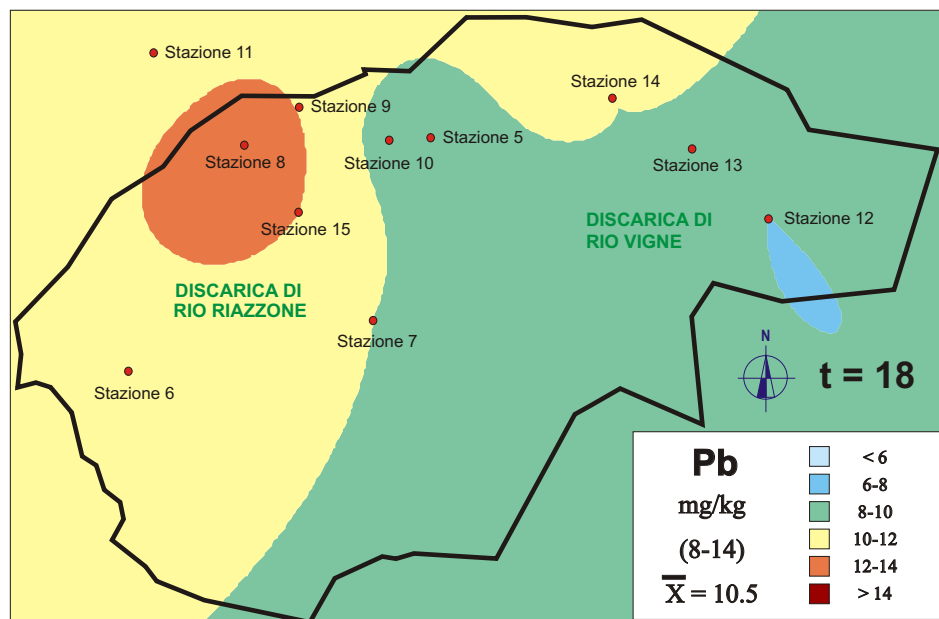 Stazione 11
Stazione 14
Stazione 9
Stazione 5
Stazione 10
Stazione 8
Stazione 13
Stazione 12
Stazione 15
DISCARICA DI
RIO VIGNE
DISCARICA DI
RIO RIAZZONE
Stazione 7
Stazione 6
N
t = 18
Pb
mg/kg
(8-14)
X = 10.5
< 6
6-8
8-10
10-12
12-14
> 14